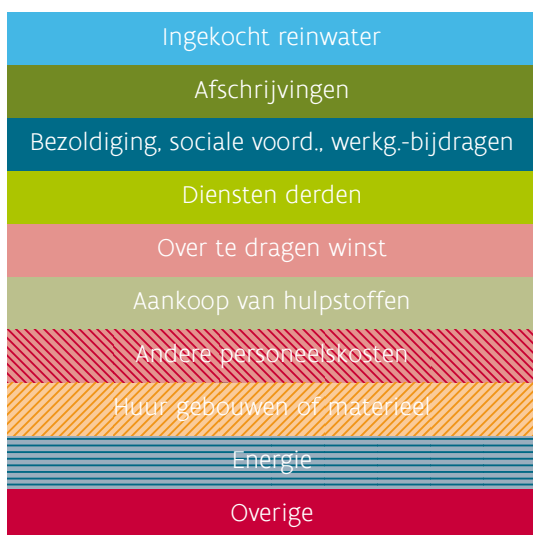 Ingekocht reinwater
Afschrijvingen
Bezoldiging, sociale voord., werkg.-bijdragen
Diensten derden
Over te dragen winst
Aankoop van hulpstoffen
Andere personeelskosten
Huur gebouwen of materieel
Energie
Overige